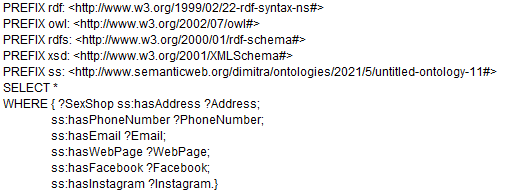 PREFIX rdf: <http://www.w3.org/1999/02/22-rdf-syntax-ns#>
PREFIX owl: <http://www.w3.org/2002/07/owl#>
PREFIX rdfs: <http://www.w3.org/2000/01/rdf-schema#>
PREFIX xsd: <http://www.w3.org/2001/XMLSchema#>
PREFIX ss: <http://www.semanticweb.org/dimitra/ontologies/2021/5/untitled-ontology-11#>
SELECT *
WHERE { ?SexShop ss:hasAddress ?Address;
ss:hasPhoneNumber ?PhoneNumber;
ss:hasEmail ?Email;
ss:hasWebPage ?WebPage;
ss:hasFacebook ?Facebook;
ss:hasInstagram ?Instagram.}